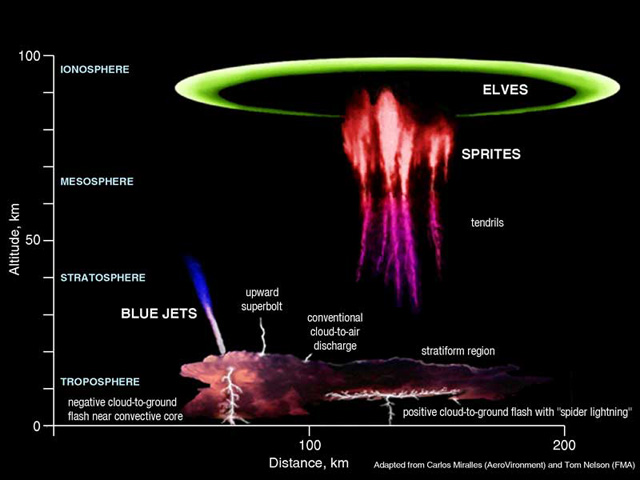 100
IONOSPHERE
ELVES
SPRITES
MESOSPHERE
tendrils
Altitude, km
50
STRATOSPHERE
upward
superbolt
BLUE JETS
conventional
cloud-to-air
discharge
stratiform region
TROPOSPHERE
negative cloud-to-ground
flash near convective core
positive cloud-to-ground flash with "spider lightning"
0
100
200
Distance, km
Adapted from Carlos Miralles (AeroVironment) and Tom Nelson (FMA)